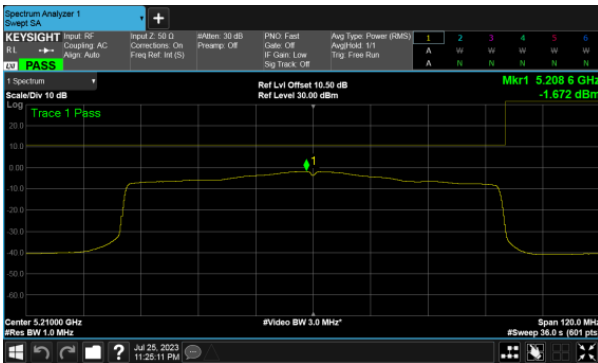 Spectrum Analyzer 1
Swept SA
+
KEYSIGHT
RL
LXI PASS
Input: RF
Coupling: AC
Align: Auto
Input Z: 50 Ω
Corrections: On
Freq Ref: Int (S)
#Atten: 30 dB
Preamp: Off
PNO: Fast
Gate: Off
IF Gain: Low
Sig Track: Off
Avg Type: Power (RMS)
Avg|Hold: 1/1
Trig: Free Run
1 2 3 4 5 6
A W W W W W
A N N N N N
1 Spectrum
Scale/Div 10 dB
Ref Lvl Offset 10.50 dB
Ref Level 30.00 dBm
Mkr1 5.208 6 GHz
-1.672 dBm
Log
Trace 1 Pass
20.0
10.0
0.00
-10.0
-20.0
-30.0
-40.0
-50.0
-60.0
1
Center 5.21000 GHz
#Res BW 1.0 MHz
#Video BW 3.0 MHz*
Span 120.0 MHz
#Sweep 36.0 s (601 pts)
?
Jul 25, 2023
11:25:11 PM